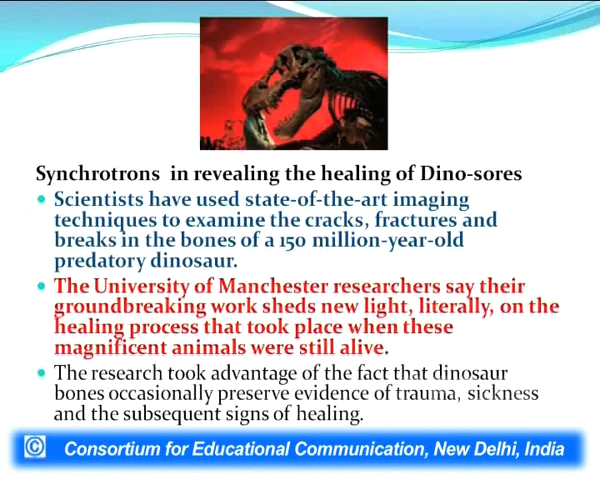 Synchrotrons in revealing the healing of Dino-sores
• Scientists have used state-of-the-art imaging
techniques to examine the cracks, fractures and
breaks in the bones of a 150 million-year-old
predatory dinosaur.
• The University of Manchester researchers say their
groundbreaking work sheds new light, literally, on the
healing process that took place when these
magnificent animals were still alive.
• The research took advantage of the fact that dinosaur
bones occasionally preserve evidence of trauma, sickness
and the subsequent signs of healing.
© Consortium for Educational Communication, New Delhi, India